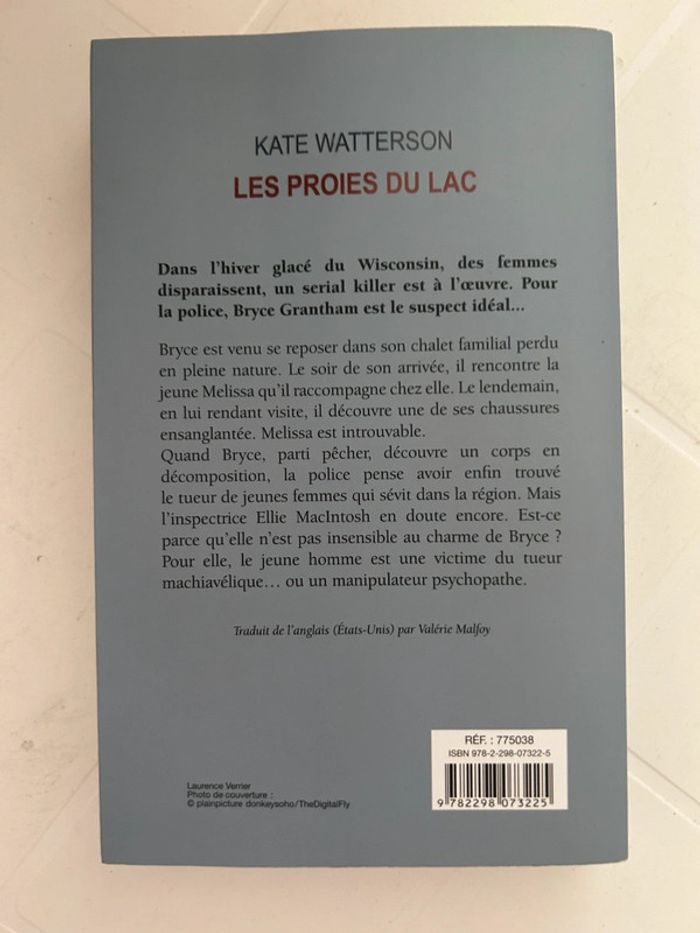 KATE WATTERSON
LES PROIES DU LAC
Dans l'hiver glacé du Wisconsin, des femmes
disparaissent, un serial killer est à l'œuvre. Pour
la police, Bryce Grantham est le suspect idéal...
Bryce est venu se reposer dans son chalet familial perdu
en pleine nature. Le soir de son arrivée, il rencontre la
jeune Melissa qu'il raccompagne chez elle. Le lendemain,
en lui rendant visite, il découvre une de ses chaussures
ensanglantée. Melissa est introuvable.
Quand Bryce, parti pêcher, découvre un corps en
décomposition, la police pense avoir enfin trouvé
le tueur de jeunes femmes qui sévit dans la région. Mais
l'inspectrice Ellie MacIntosh en doute encore. Est-ce
parce qu'elle n'est pas insensible au charme de Bryce ?
Pour elle, le jeune homme est une victime du tueur
machiavélique... ou un manipulateur psychopathe.
Traduit de l'anglais (États-Unis) par Valérie Malfoy
RÉF. : 775038
ISBN 978-2-298-07322-5
9 782298 073225
Laurence Verrier
Photo de couverture :
© plainpicture donkeysoho/TheDigitalFly